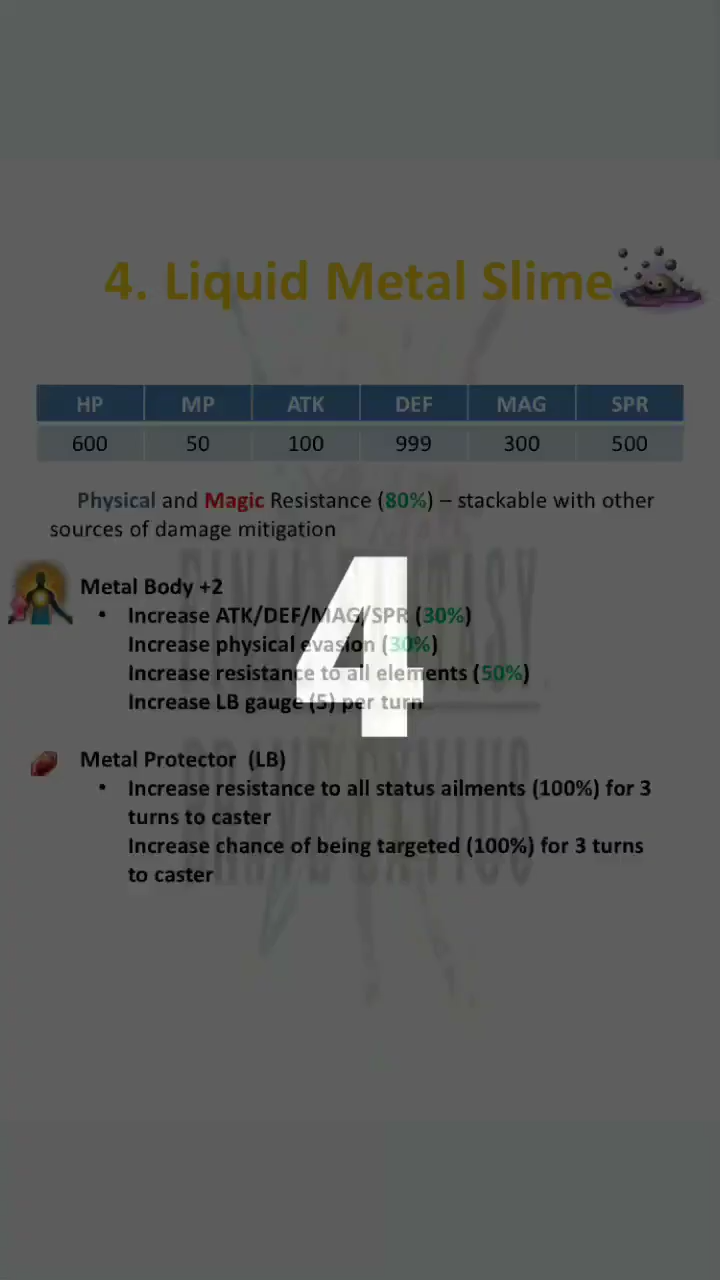 4. Liquid Metal Slime
HP MP ATK DEF MAG SPR
600 50 100 999 300 500
Physical and Magic Resistance (80%) – stackable with other
sources of damage mitigation
Metal Body +2
• Increase ATK/DEF/MAG/SPR (30%)
Increase physical evasion (30%)
Increase resistance to all elements (50%)
Increase LB gauge (5) per turn
4
Metal Protector (LB)
• Increase resistance to all status ailments (100%) for 3
turns to caster
Increase chance of being targeted (100%) for 3 turns
to caster
FINAL FANTASY
BRAVE EXVIUS